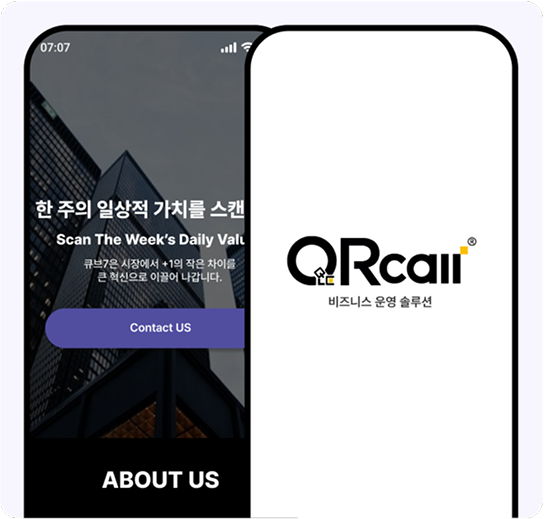 07:07
한 주의 일상적 가치를 스캔
Scan The Week's Daily Valu
큐브7은 시장에서 +1의 작은 차이를
큰 혁신으로 이끌어 나갑니다.
Contact US
ABOUT US
QRcall®
비즈니스 운영 솔루션